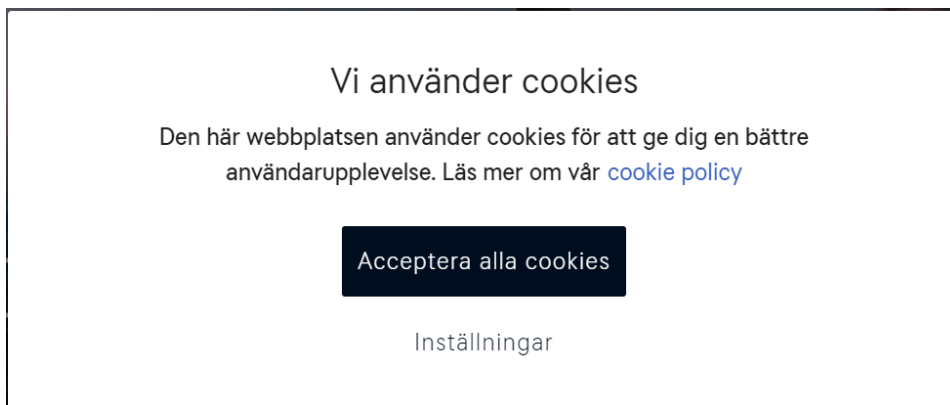 Vi använder cookies
Den här webbplatsen använder cookies för att ge dig en bättre
användarupplevelse. Läs mer om vår cookie policy
Acceptera alla cookies
Inställningar